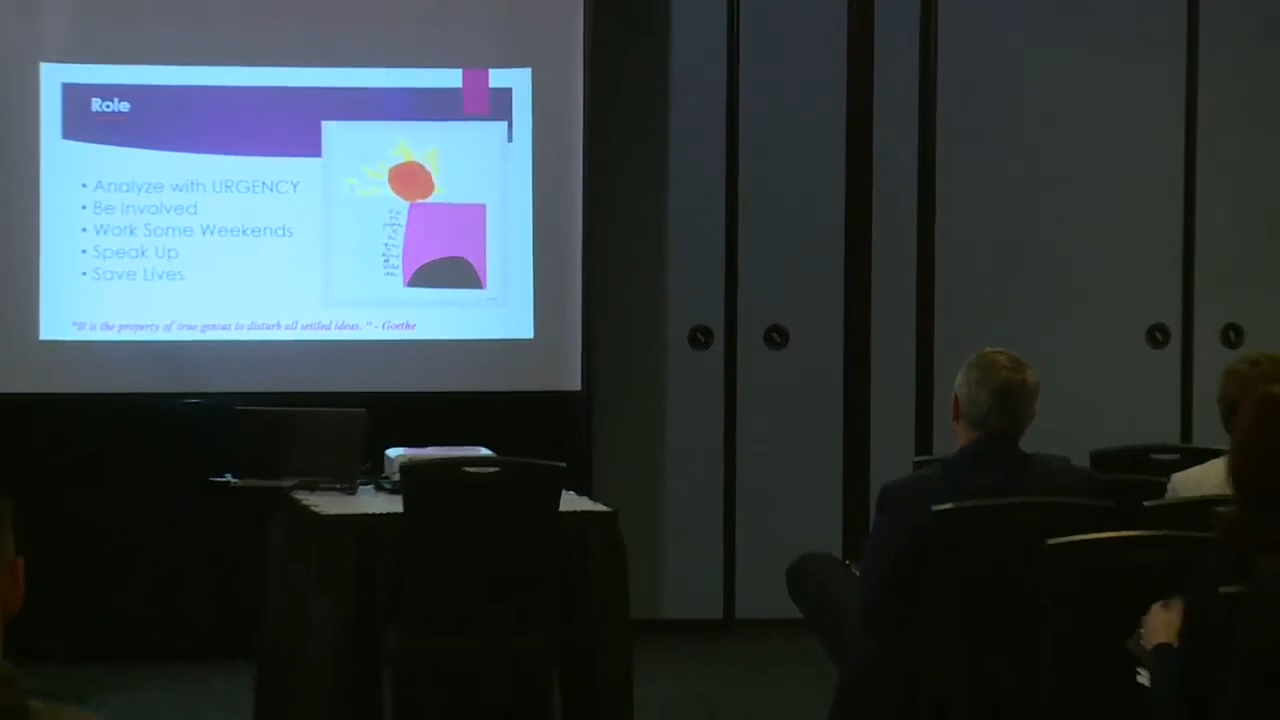 Role
• Analyze with URGENCY
• Be Involved
• Work Some Weekends
• Speak Up
• Save Lives
"It is the property of true genius to disturb all settled ideas. " - Goethe